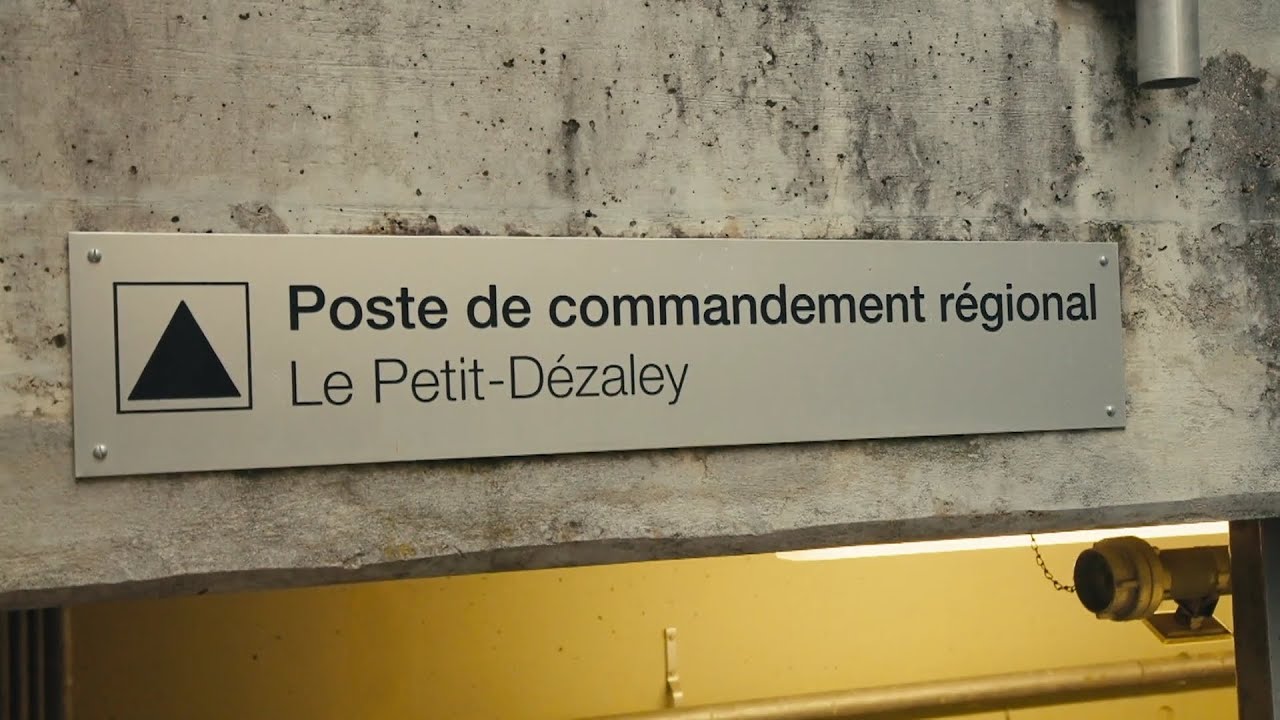 Poste de commandement régional
Le Petit-Dézaley